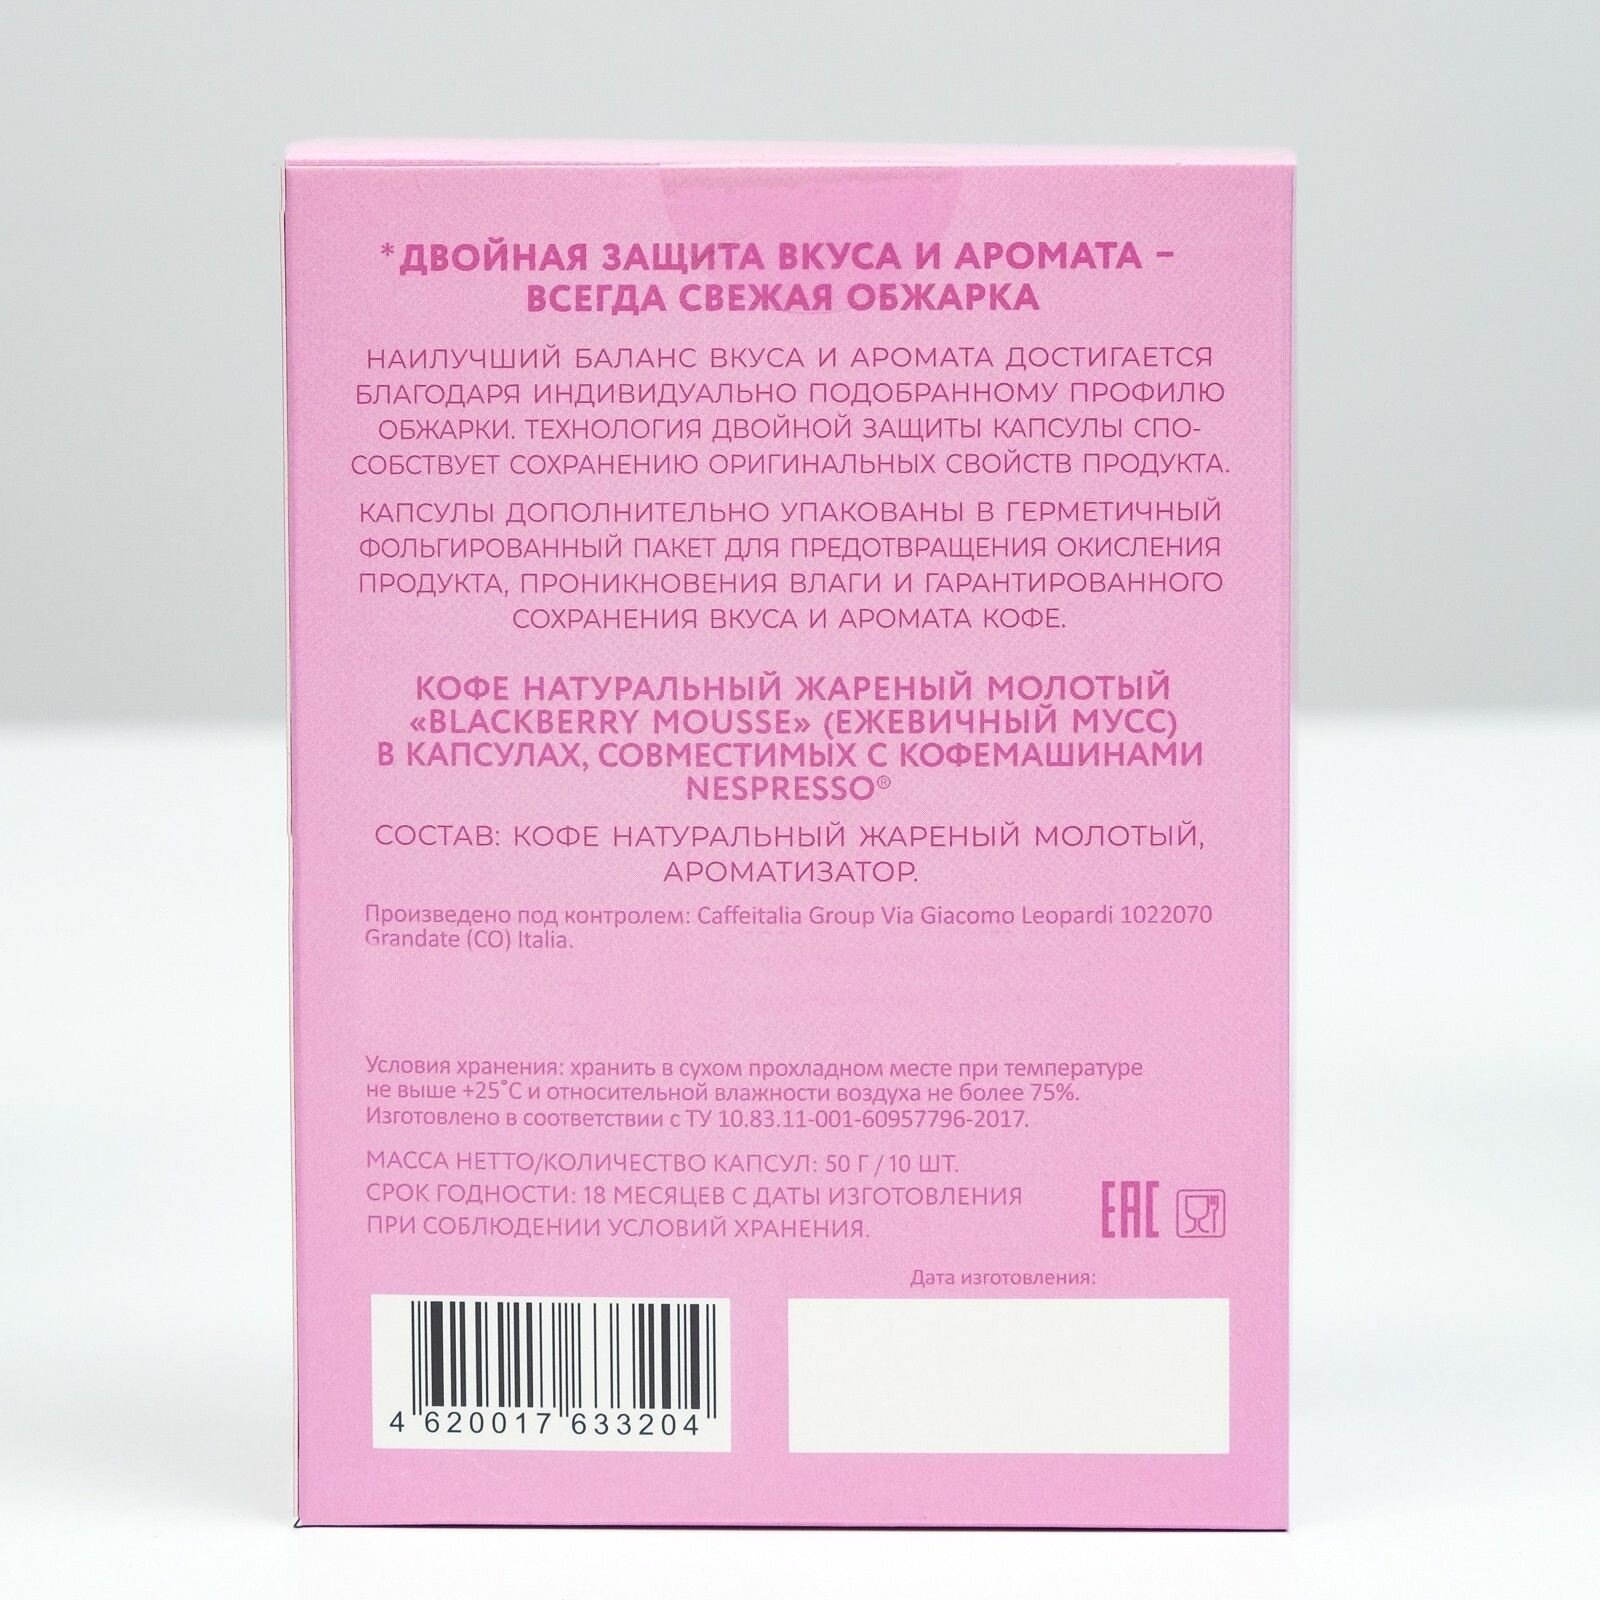 *ДВОЙНАЯ ЗАЩИТА ВКУСА И АРОМАТА –
ВСЕГДА СВЕЖАЯ ОБЖАРКА
НАИЛУЧШИЙ БАЛАНС ВКУСА И АРОМАТА ДОСТИГАЕТСЯ
БЛАГОДАРЯ ИНДИВИДУАЛЬНО ПОДОБРАННОМУ ПРОФИЛЮ
ОБЖАРКИ. ТЕХНОЛОГИЯ ДВОЙНОЙ ЗАЩИТЫ КАПСУЛЫ СПО-
СОБСТВУЕТ СОХРАНЕНИЮ ОРИГИНАЛЬНЫХ СВОЙСТВ ПРОДУКТА.
КАПСУЛЫ ДОПОЛНИТЕЛЬНО УПАКОВАНЫ В ГЕРМЕТИЧНЫЙ
ФОЛЬГИРОВАННЫЙ ПАКЕТ ДЛЯ ПРЕДОТВРАЩЕНИЯ ОКИСЛЕНИЯ
ПРОДУКТА, ПРОНИКНОВЕНИЯ ВЛАГИ И ГАРАНТИРОВАННОГО
СОХРАНЕНИЯ ВКУСА И АРОМАТА КОФЕ.
КОФЕ НАТУРАЛЬНЫЙ ЖАРЕНЫЙ МОЛОТЫЙ
«BLACKBERRY MOUSSE» (ЕЖЕВИЧНЫЙ МУСС)
В КАПСУЛАХ, СОВМЕСТИМЫХ С КОФЕМАШИНАМИ
NESPRESSO®
СОСТАВ: КОФЕ НАТУРАЛЬНЫЙ ЖАРЕНЫЙ МОЛОТЫЙ,
АРОМАТИЗАТОР.
Произведено под контролем: Caffeitalia Group Via Giacomo Leopardi 1022070
Grandate (CO) Italia.
Условия хранения: хранить в сухом прохладном месте при температуре
не выше +25˚С и относительной влажности воздуха не более 75%.
Изготовлено в соответствии с ТУ 10.83.11-001-60957796-2017.
МАССА НЕТТО/КОЛИЧЕСТВО КАПСУЛ: 50 Г / 10 ШТ.
СРОК ГОДНОСТИ: 18 МЕСЯЦЕВ С ДАТЫ ИЗГОТОВЛЕНИЯ
ПРИ СОБЛЮДЕНИИ УСЛОВИЙ ХРАНЕНИЯ.
EAC
Дата изготовления:
4 620017 633204